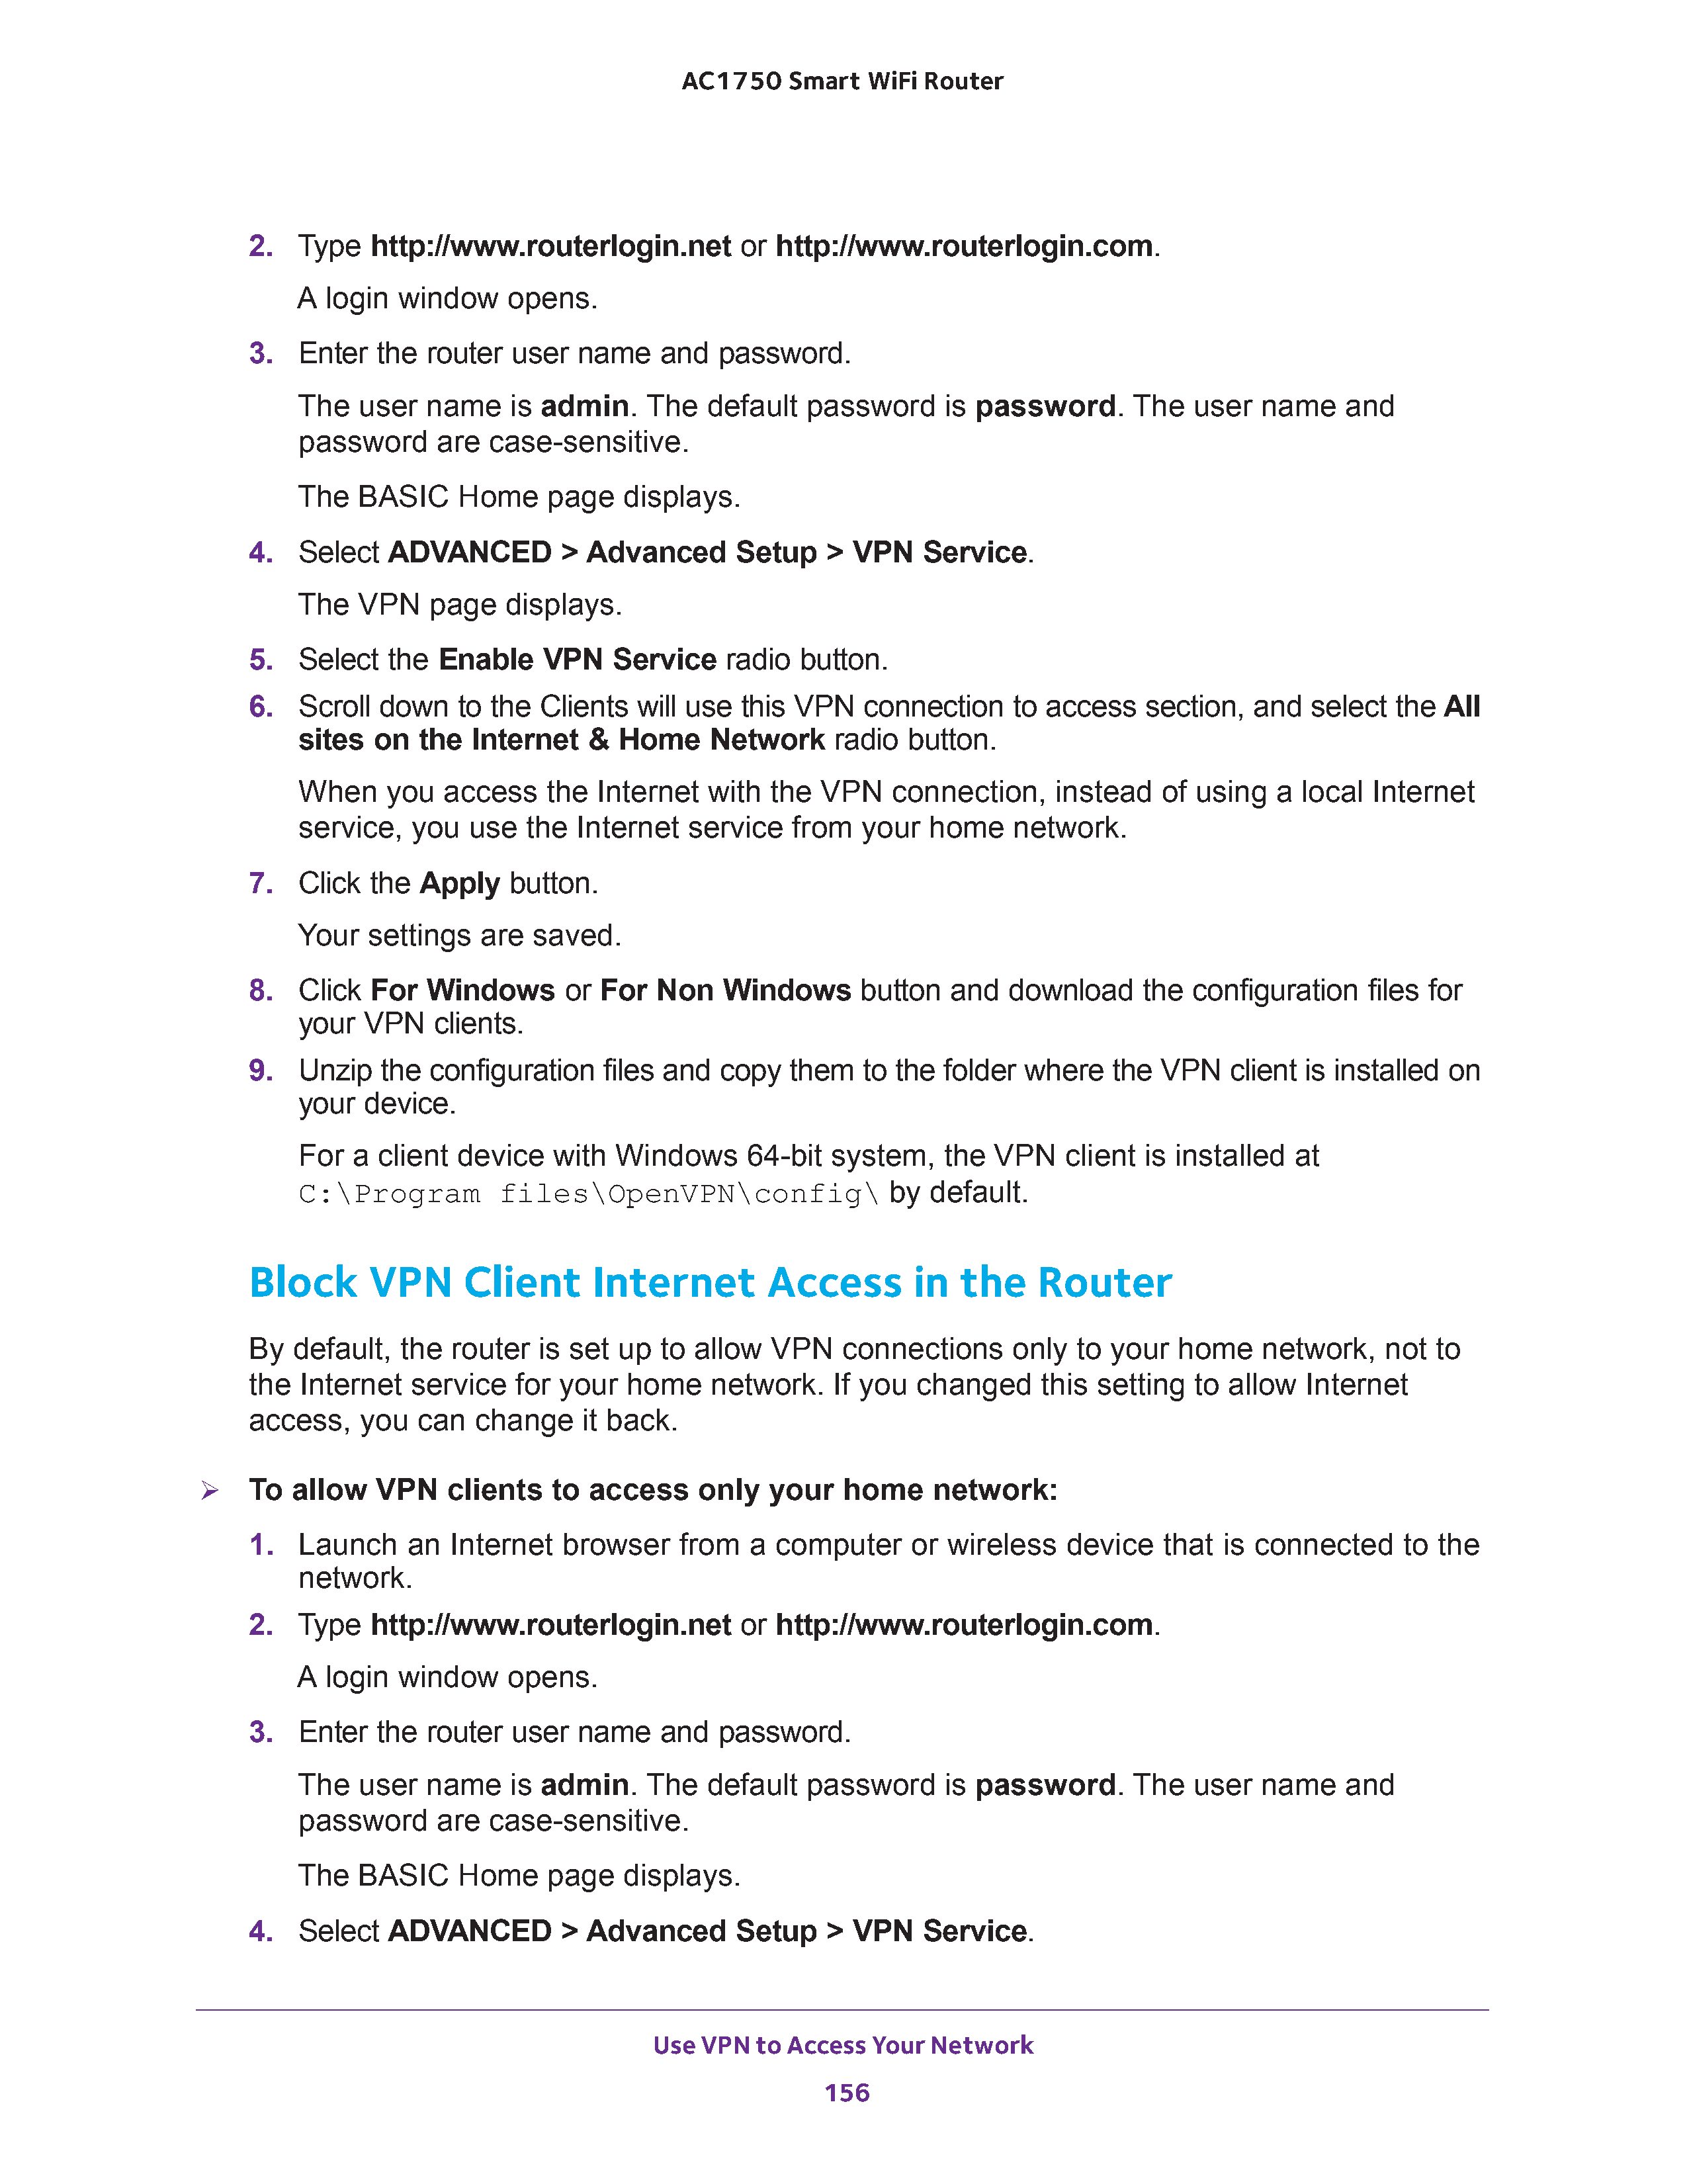 AC1750 Smart WiFi Router
2. Type http://www.routerlogin.net or http://www.routerlogin.com.
A login window opens.
3. Enter the router user name and password.
The user name is admin. The default password is password. The user name and
password are case-sensitive.
The BASIC Home page displays.
4. Select ADVANCED > Advanced Setup > VPN Service.
The VPN page displays.
5. Select the Enable VPN Service radio button.
6. Scroll down to the Clients will use this VPN connection to access section, and select the All
sites on the Internet & Home Network radio button.
When you access the Internet with the VPN connection, instead of using a local Internet
service, you use the Internet service from your home network.
7. Click the Apply button.
Your settings are saved.
8. Click For Windows or For Non Windows button and download the configuration files for
your VPN clients.
9. Unzip the configuration files and copy them to the folder where the VPN client is installed on
your device.
For a client device with Windows 64-bit system, the VPN client is installed at
C:\Program files\OpenVPN\config\ by default.
Block VPN Client Internet Access in the Router
By default, the router is set up to allow VPN connections only to your home network, not to
the Internet service for your home network. If you changed this setting to allow Internet
access, you can change it back.
➢ To allow VPN clients to access only your home network:
1. Launch an Internet browser from a computer or wireless device that is connected to the
network.
2. Type http://www.routerlogin.net or http://www.routerlogin.com.
A login window opens.
3. Enter the router user name and password.
The user name is admin. The default password is password. The user name and
password are case-sensitive.
The BASIC Home page displays.
4. Select ADVANCED > Advanced Setup > VPN Service.
Use VPN to Access Your Network
156